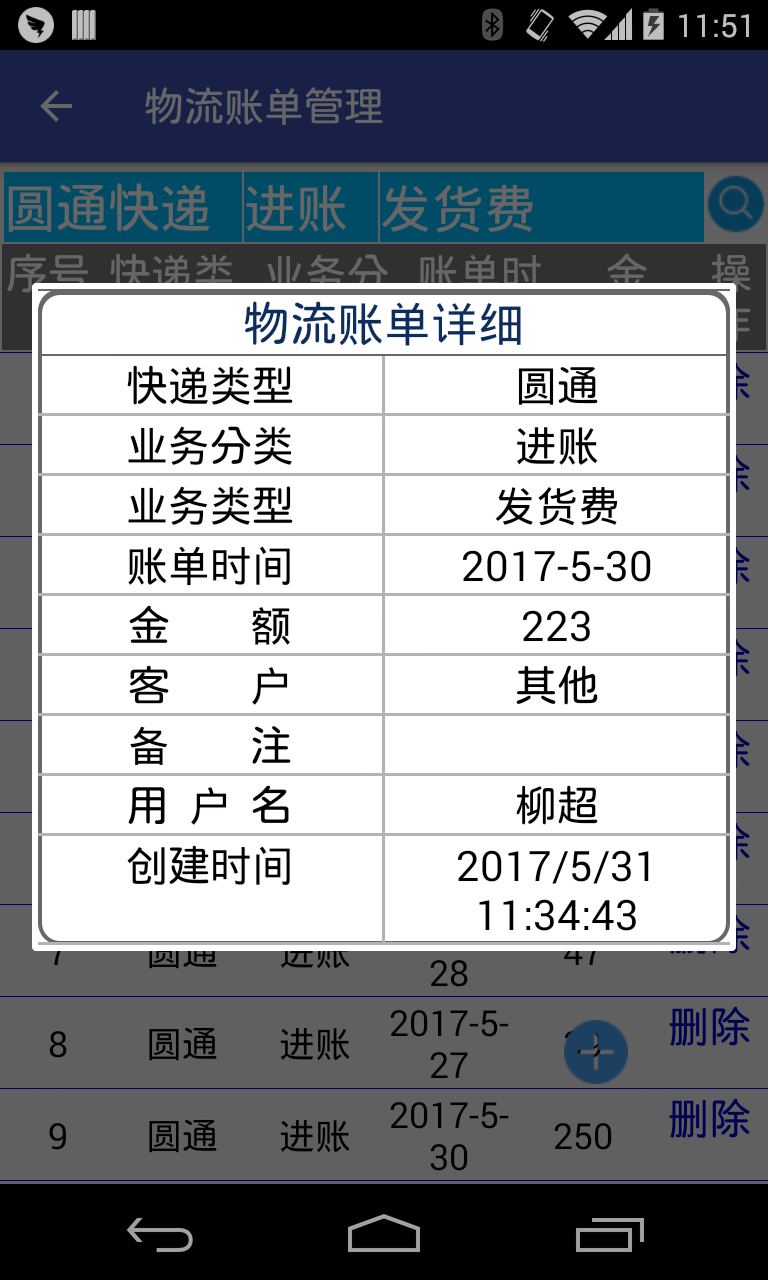 11:51
物流账单管理
圆通快递 进账 发货费
序号 快递类 业务分 账单时 金 操
物流账单详细
快递类型 圆通
业务分类 进账
业务类型 发货费
账单时间 2017-5-30
金 额 223
客 户 其他
备 注
用 户 名 柳超
创建时间 2017/5/31
11:34:43
7 圆通 进账 28 47
8 圆通 进账 2017-5-27 删除
9 圆通 进账 2017-5-30 250 删除